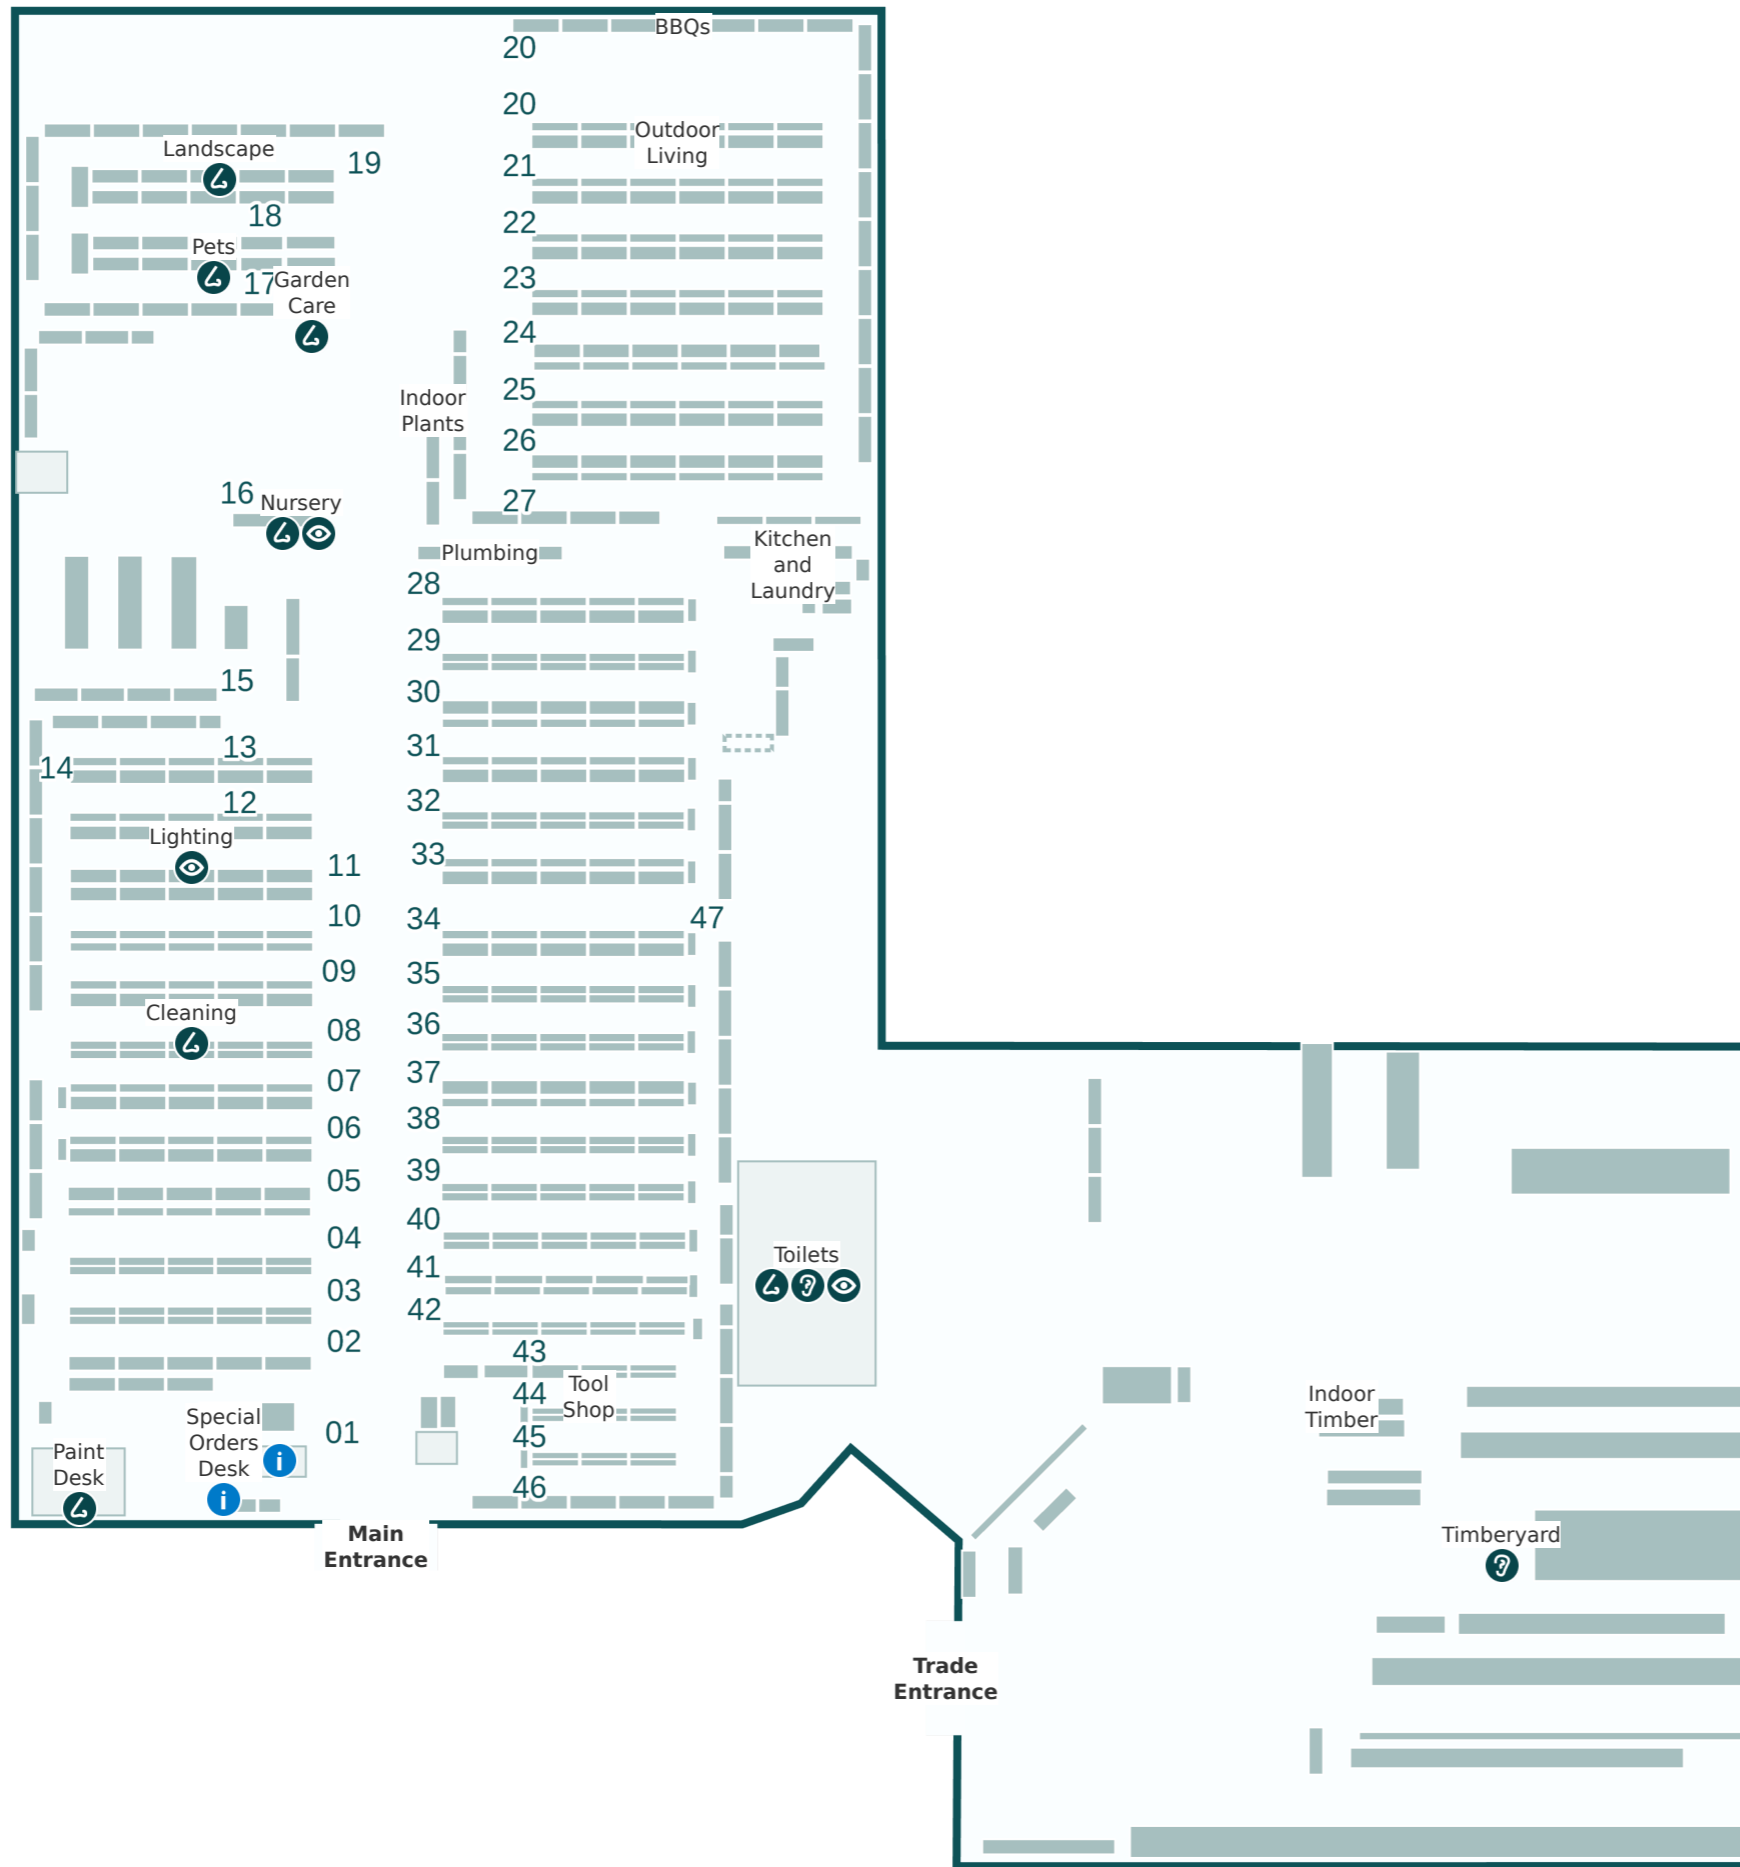 BBQs
20
20
Outdoor
Living
Landscape
19
21
18
22
Pets
17
Garden
Care
23
24
25
Indoor
Plants
26
16
Nursery
27
Plumbing
Kitchen
and
Laundry
28
29
15
30
13
31
14
12
32
Lighting
11
33
10
34
47
09
35
Cleaning
08
36
07
37
06
38
05
39
04
40
Toilets
03
41
02
42
43
Tool
Shop
44
Special
Orders
Desk
i
i
01
45
Paint
Desk
46
Main
Entrance
Indoor
Timber
Timberyard
Trade
Entrance